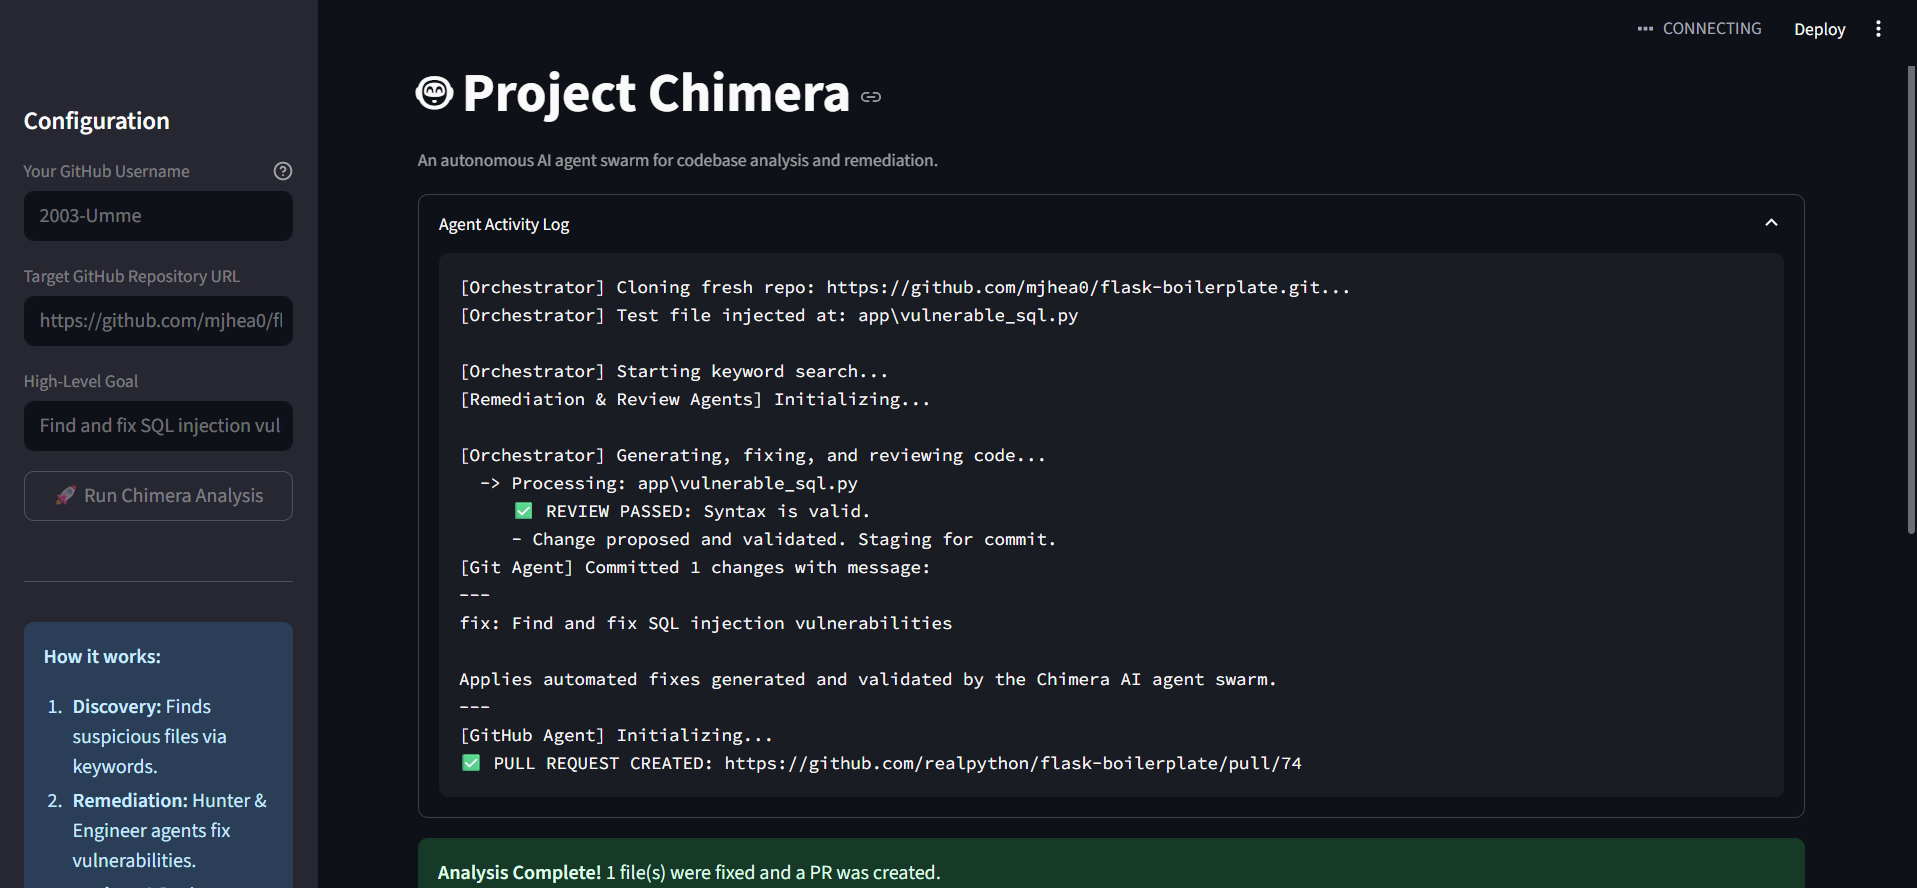 CONNECTING
Deploy
Configuration
Your GitHub Username
2003-Umme
Target GitHub Repository URL
https://github.com/mjhea0/fl
High-Level Goal
Find and fix SQL injection vul
🚀 Run Chimera Analysis
How it works:
1. Discovery: Finds
suspicious files via
keywords.
2. Remediation: Hunter &
Engineer agents fix
vulnerabilities.
Project Chimera
An autonomous AI agent swarm for codebase analysis and remediation.
Agent Activity Log
[Orchestrator] Cloning fresh repo: https://github.com/mjhea0/flask-boilerplate.git...
[Orchestrator] Test file injected at: app\vulnerable_sql.py
[Orchestrator] Starting keyword search...
[Remediation & Review Agents] Initializing...
[Orchestrator] Generating, fixing, and reviewing code...
-> Processing: app\vulnerable_sql.py
✅ REVIEW PASSED: Syntax is valid.
- Change proposed and validated. Staging for commit.
[Git Agent] Committed 1 changes with message:
---
fix: Find and fix SQL injection vulnerabilities
Applies automated fixes generated and validated by the Chimera AI agent swarm.
---
[GitHub Agent] Initializing...
✅ PULL REQUEST CREATED: https://github.com/realpython/flask-boilerplate/pull/74
Analysis Complete! 1 file(s) were fixed and a PR was created.